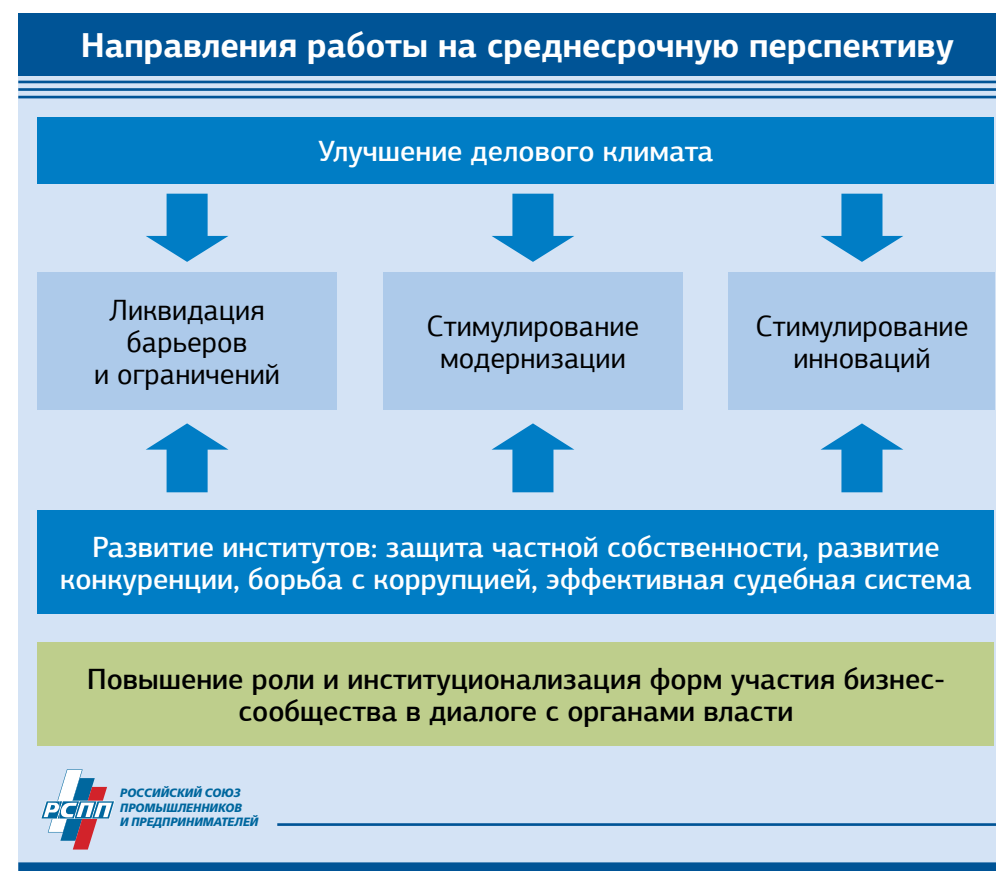 Направления работы на среднесрочную перспективу
Улучшение делового климата
Ликвидация
барьеров
и ограничений
Стимулирование
модернизации
Стимулирование
инноваций
Развитие институтов: защита частной собственности, развитие
конкуренции, борьба с коррупцией, эффективная судебная система
Повышение роли и институционализация форм участия бизнес-
сообщества в диалоге с органами власти
РСПП
РОССИЙСКИЙ СОЮЗ
ПРОМЫШЛЕННИКОВ
И ПРЕДПРИНИМАТЕЛЕЙ